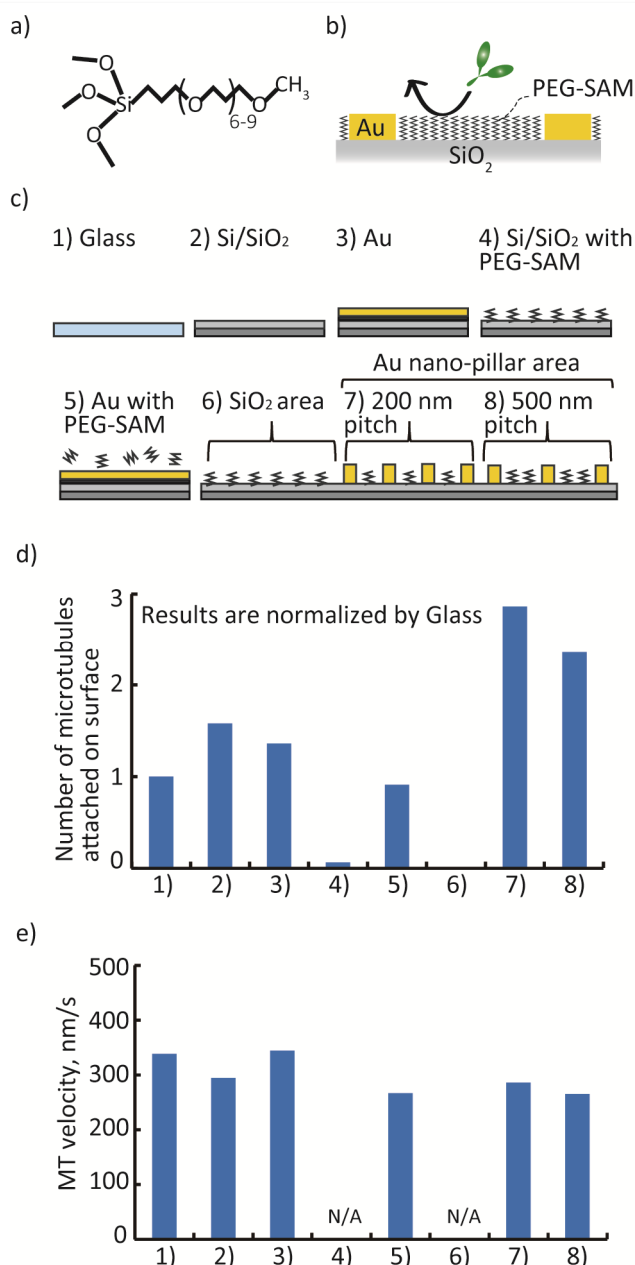 a)
O
O
Si
O
O
O
CH3
6-9
b)
PEG-SAM
Au
SiO2
c)
1) Glass
2) Si/SiO2
3) Au
4) Si/SiO2 with
PEG-SAM
Au nano-pillar area
5) Au with
PEG-SAM
6) SiO2 area
7) 200 nm
pitch
8) 500 nm
pitch
d)
Number of microtubules
attached on surface
Results are normalized by Glass
3
2
1
0
1) 2) 3) 4) 5) 6) 7) 8)
e)
MT velocity, nm/s
500
400
300
200
100
0
N/A N/A
1) 2) 3) 4) 5) 6) 7) 8)